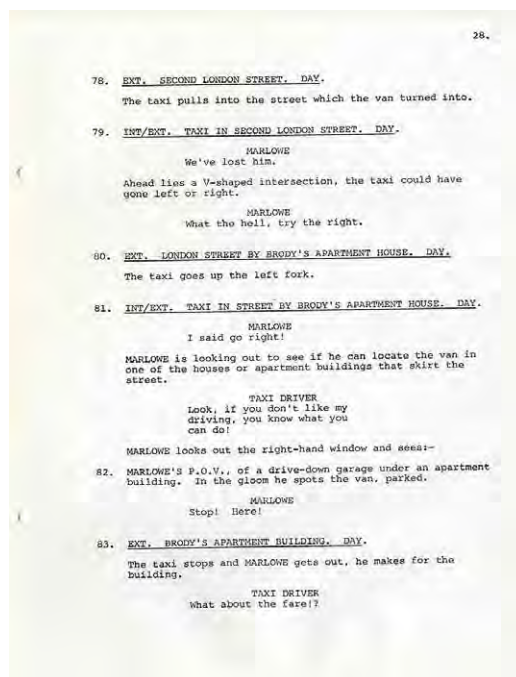 28.
78. EXT. SECOND LONDON STREET. DAY.
The taxi pulls into the street which the van turned into.
79. INT/EXT. TAXI IN SECOND LONDON STREET. DAY.
MARLOWE
We've lost him.
Ahead lies a V-shaped intersection, the taxi could have
gone left or right.
MARLOWE
What the hell, try the right.
80. EXT. LONDON STREET BY BRODY'S APARTMENT HOUSE. DAY.
The taxi goes up the left fork.
81. INT/EXT. TAXI IN STREET BY BRODY'S APARTMENT HOUSE. DAY.
MARLOWE
I said go right!
MARLOWE is looking out to see if he can locate the van in
one of the houses or apartment buildings that skirt the
street.
TAXI DRIVER
Look, if you don't like my
driving, you know what you
can do!
MARLOWE looks out the right-hand window and sees:-
82. MARLOWE'S P.O.V., of a drive-down garage under an apartment
building. In the gloom he spots the van, parked.
MARLOWE
Stop! Here!
83. EXT. BRODY'S APARTMENT BUILDING. DAY.
The taxi stops and MARLOWE gets out, he makes for the
building.
TAXI DRIVER
What about the fare!?